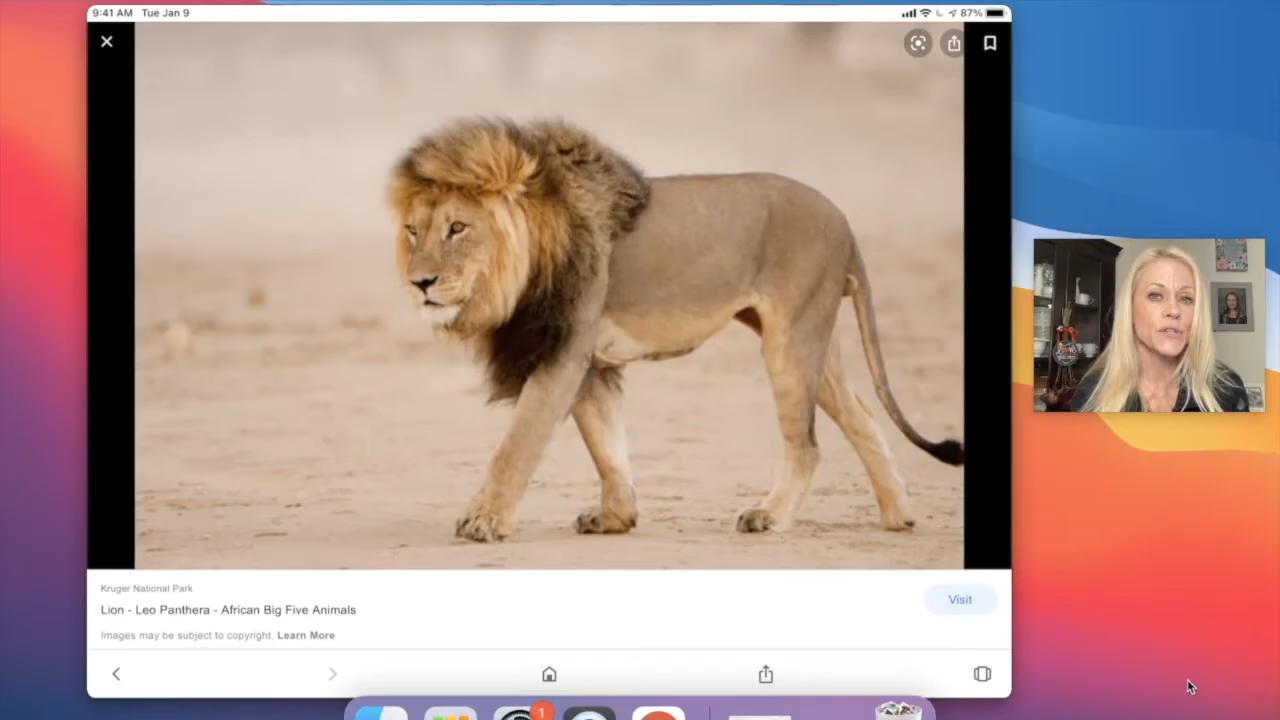 9:41 AM Tue Jan 9
87%
Kruger National Park
Lion - Leo Panthera - African Big Five Animals
Visit
Images may be subject to copyright. Learn More
1